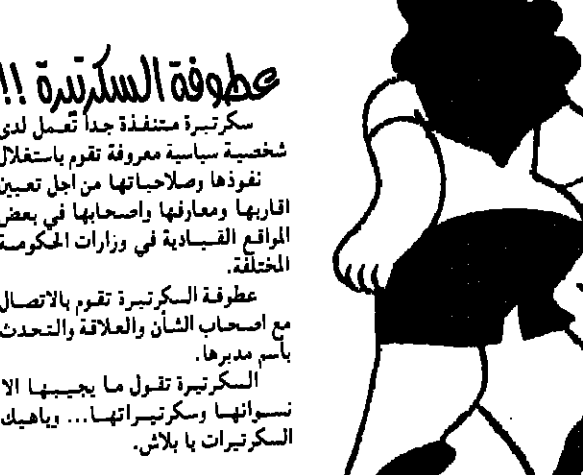 عطوفة السكرتيرة !!
سكرتيرة متنفذة جدا تعمل لدى
شخصية سياسية معروفة تقوم باستغلال
نفوذها وصلاحياتها من اجل تعيين
اقاربها ومعارفها واصحابها في بعض
المواقع القيادية في وزارات الحكومة
المختلفة.
عطوفة السكرتيرة تقوم بالاتصال
مع اصحاب الشأن والعلاقة والتحدث
بأسم مديرها.
السكرتيرة تقول ما يجيبها الا
نسوانها وسكرتيراتها... وياهيك
السكرتيرات يا بلاش.